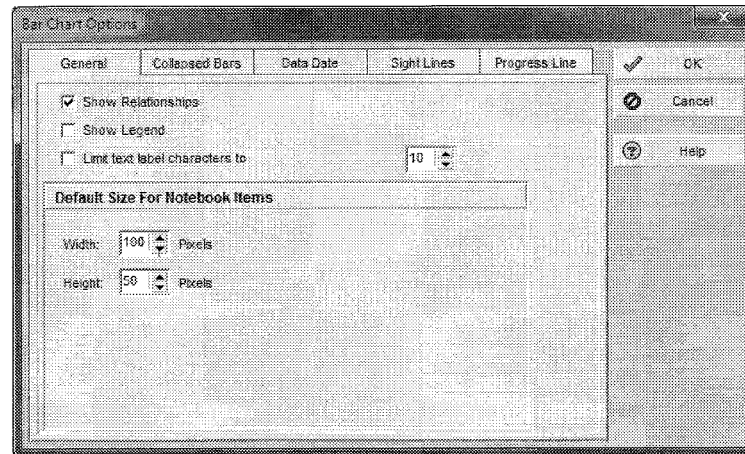 Bar Chart Options
General Collapsed Bars Data Date Sight Lines Progress Line
OK
Cancel
Help
Show Relationships
Show Legend
Limit text label characters to 10
Default Size For Notebook Items
Width: 100 Pixels
Height: 50 Pixels